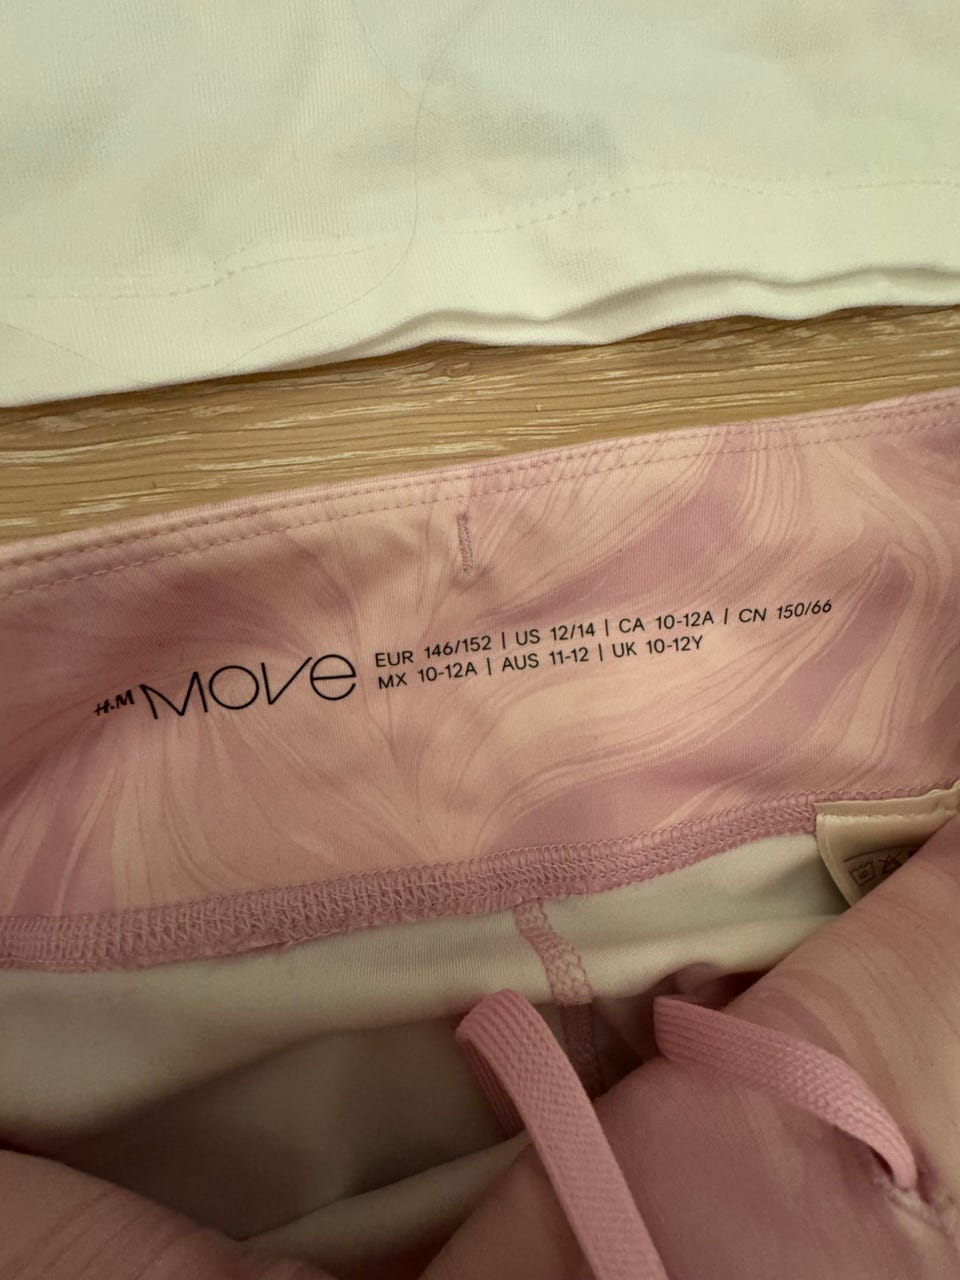 H&M MOVE
EUR 146/152 | US 12/14 | CA 10-12A | CN 150/66
MX 10-12A | AUS 11-12 | UK 10-12Y